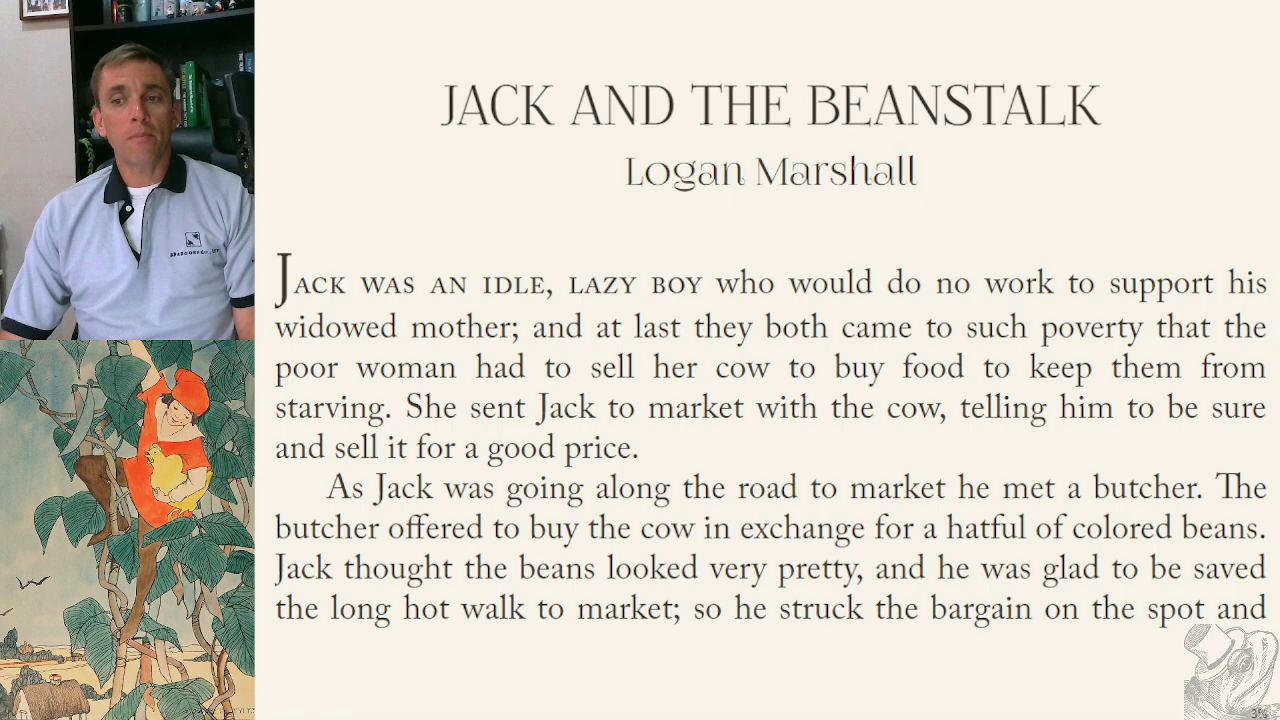 JACK AND THE BEANSTALK
Logan Marshall
JACK WAS AN IDLE, LAZY BOY who would do no work to support his
widowed mother; and at last they both came to such poverty that the
poor woman had to sell her cow to buy food to keep them from
starving. She sent Jack to market with the cow, telling him to be sure
and sell it for a good price.
As Jack was going along the road to market he met a butcher. The
butcher offered to buy the cow in exchange for a hatful of colored beans.
Jack thought the beans looked very pretty, and he was glad to be saved
the long hot walk to market; so he struck the bargain on the spot and
3%